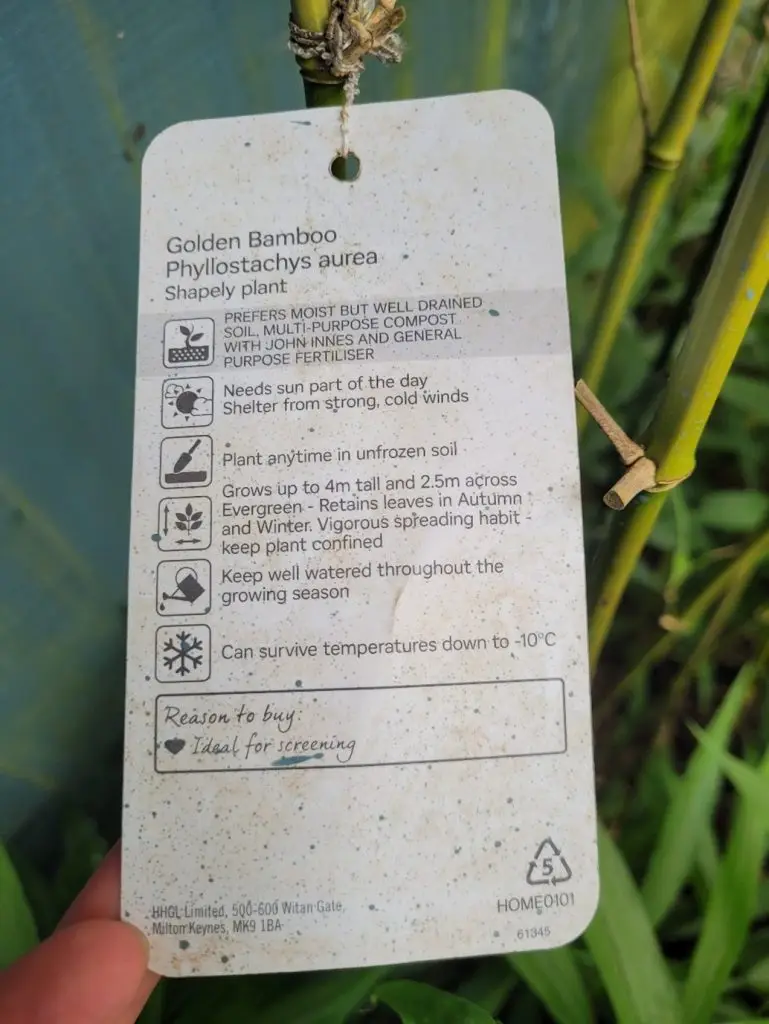 Golden Bamboo
Phyllostachys aurea
Shapely plant
PREFERS MOIST BUT WELL DRAINED
SOIL, MULTI-PURPOSE COMPOST
WITH JOHN INNES AND GENERAL
PURPOSE FERTILISER
Needs sun part of the day
Shelter from strong, cold winds
Plant anytime in unfrozen soil
Grows up to 4m tall and 2.5m across
Evergreen - Retains leaves in Autumn
and Winter. Vigorous spreading habit -
keep plant confined
Keep well watered throughout the
growing season
Can survive temperatures down to -10°C
Reason to buy:
Ideal for screening
5
HHGL Limited, 500-600 Witan Gate,
Milton Keynes, MK9 1BA
HOME0101
61345